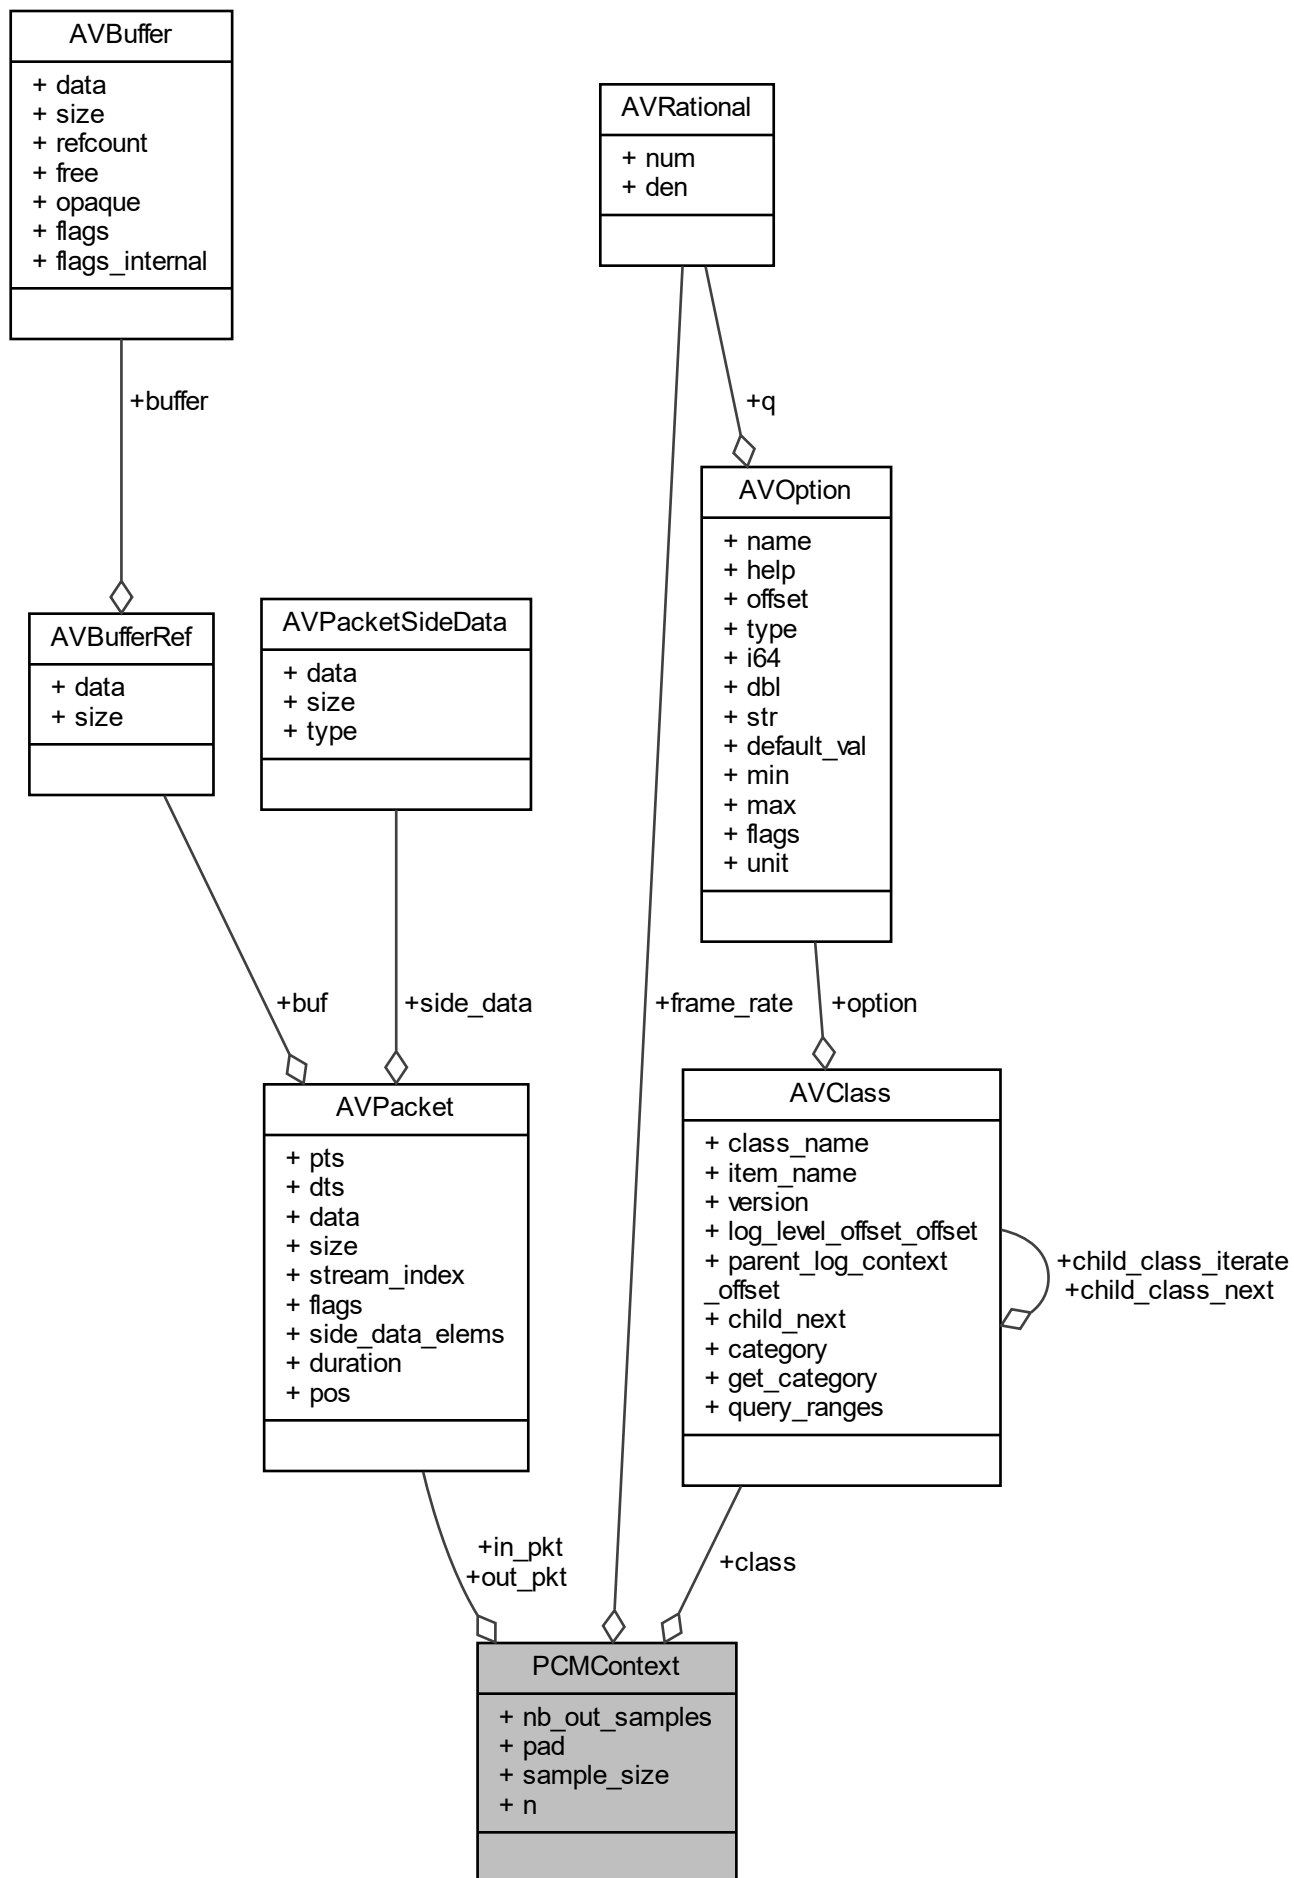 AVBuffer
+ data
+ size
+ refcount
+ free
+ opaque
+ flags
+ flags_internal
AVRational
+ num
+ den
+buffer
+q
AVOption
+ name
+ help
+ offset
+ type
+ i64
+ dbl
+ str
+ default_val
+ min
+ max
+ flags
+ unit
AVBufferRef
+ data
+ size
AVPacketSideData
+ data
+ size
+ type
+buf
+side_data
+frame_rate
+option
AVPacket
+ pts
+ dts
+ data
+ size
+ stream_index
+ flags
+ side_data_elems
+ duration
+ pos
AVClass
+ class_name
+ item_name
+ version
+ log_level_offset_offset
+ parent_log_context
_offset
+ child_next
+ category
+ get_category
+ query_ranges
+child_class_iterate
+child_class_next
+in_pkt
+out_pkt
+class
PCMContext
+ nb_out_samples
+ pad
+ sample_size
+ n